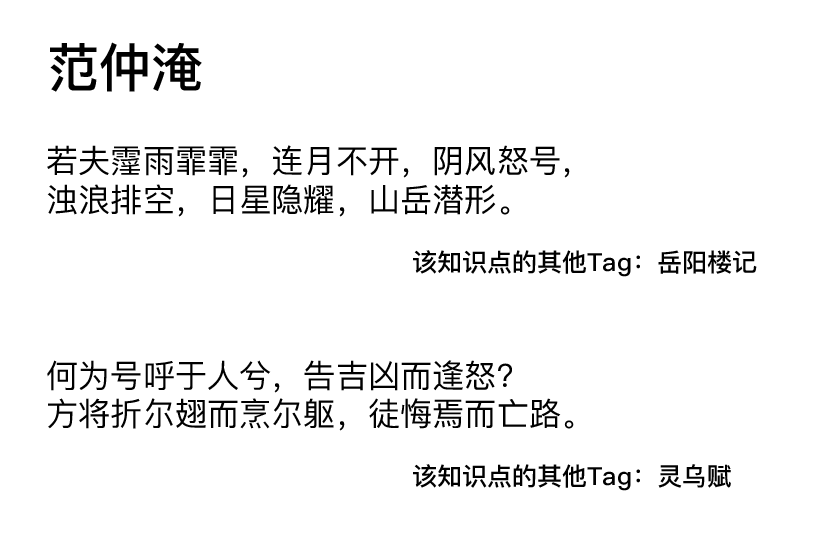 范仲淹
若夫霪雨霏霏，连月不开，阴风怒号，
浊浪排空，日星隐耀，山岳潜形。
该知识点的其他Tag：岳阳楼记
何为号呼于人兮，告吉凶而逢怒？
方将折尔翅而烹尔躯，徒悔焉而亡路。
该知识点的其他Tag：灵乌赋